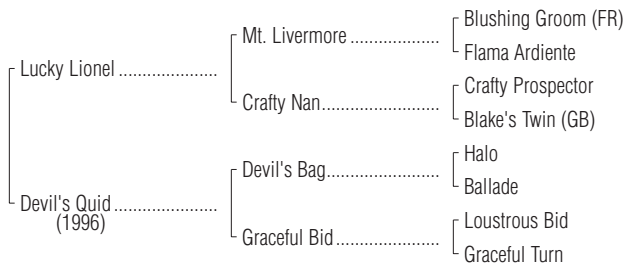 Blushing Groom (FR)
Mt. Livermore ....................
Flama Ardiente
Lucky Lionel ......................
Crafty Prospector
Crafty Nan..........................
Blake's Twin (GB)
Halo
Devil's Bag.........................
Ballade
Devil's Quid .......................
(1996)
Loustrous Bid
Graceful Bid.......................
Graceful Turn